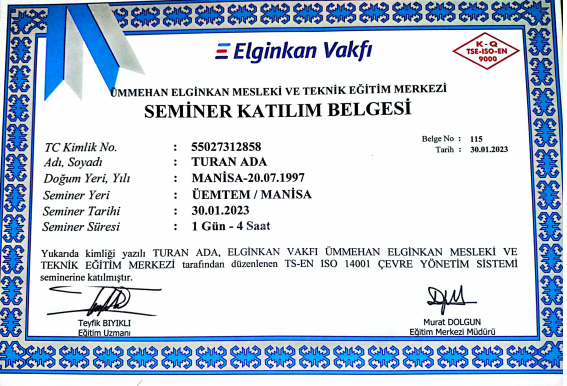 Elginkan Vakfı
K - Q
TSE-ISO-EN
9000
ÜMMEHAN ELGİNKAN MESLEKİ VE TEKNİK EĞİTİM MERKEZİ
SEMİNER KATILIM BELGESİ
Belge No : 115
Tarih : 30.01.2023
TC Kimlik No. : 55027312858
Adı, Soyadı : TURAN ADA
Doğum Yeri, Yılı : MANİSA-20.07.1997
Seminer Yeri : ÜEMTEM / MANİSA
Seminer Tarihi : 30.01.2023
Seminer Süresi : 1 Gün - 4 Saat
Yukarıda kimliği yazılı TURAN ADA, ELGİNKAN VAKFI ÜMMEHAN ELGİNKAN MESLEKİ VE
TEKNİK EĞİTİM MERKEZİ tarafından düzenlenen TS-EN ISO 14001 ÇEVRE YÖNETİM SİSTEMİ
seminerine katılmıştır.
Teyfik BIYIKLI
Eğitim Uzmanı
Murat DOLGUN
Eğitim Merkezi Müdürü